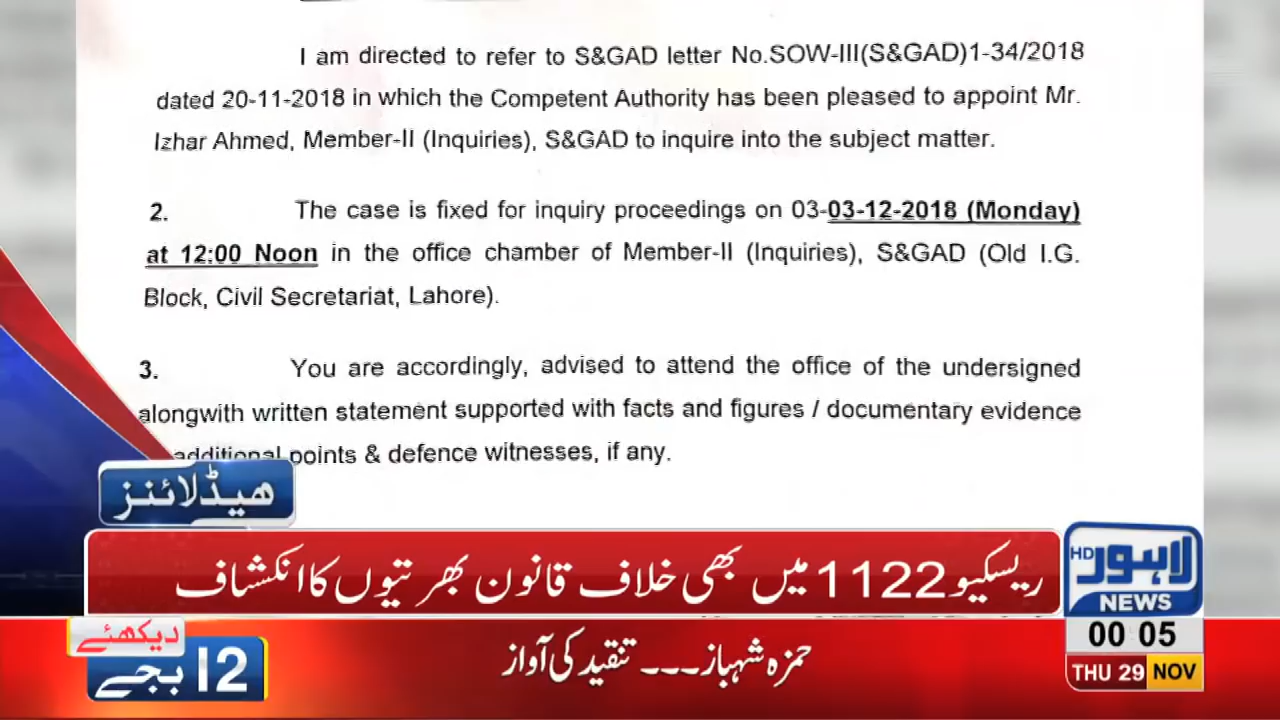 I am directed to refer to S&GAD letter No.SOW-III(S&GAD)1-34/2018
dated 20-11-2018 in which the Competent Authority has been pleased to appoint Mr.
Izhar Ahmed, Member-II (Inquiries), S&GAD to inquire into the subject matter.
2. The case is fixed for inquiry proceedings on 03-03-12-2018 (Monday)
at 12:00 Noon in the office chamber of Member-II (Inquiries), S&GAD (Old I.G.
Block, Civil Secretariat, Lahore).
3. You are accordingly, advised to attend the office of the undersigned
alongwith written statement supported with facts and figures / documentary evidence
additional points & defence witnesses, if any.
ھیڈلائنز
ریسکیو 1122 میں بھی خلاف قانون بھرتیوں کا انکشاف
HD لاہور
NEWS
00 05
THU 29 NOV
دیکھئے
12 بجے
حمزہ شہباز ۔۔۔ تنقید کی آواز